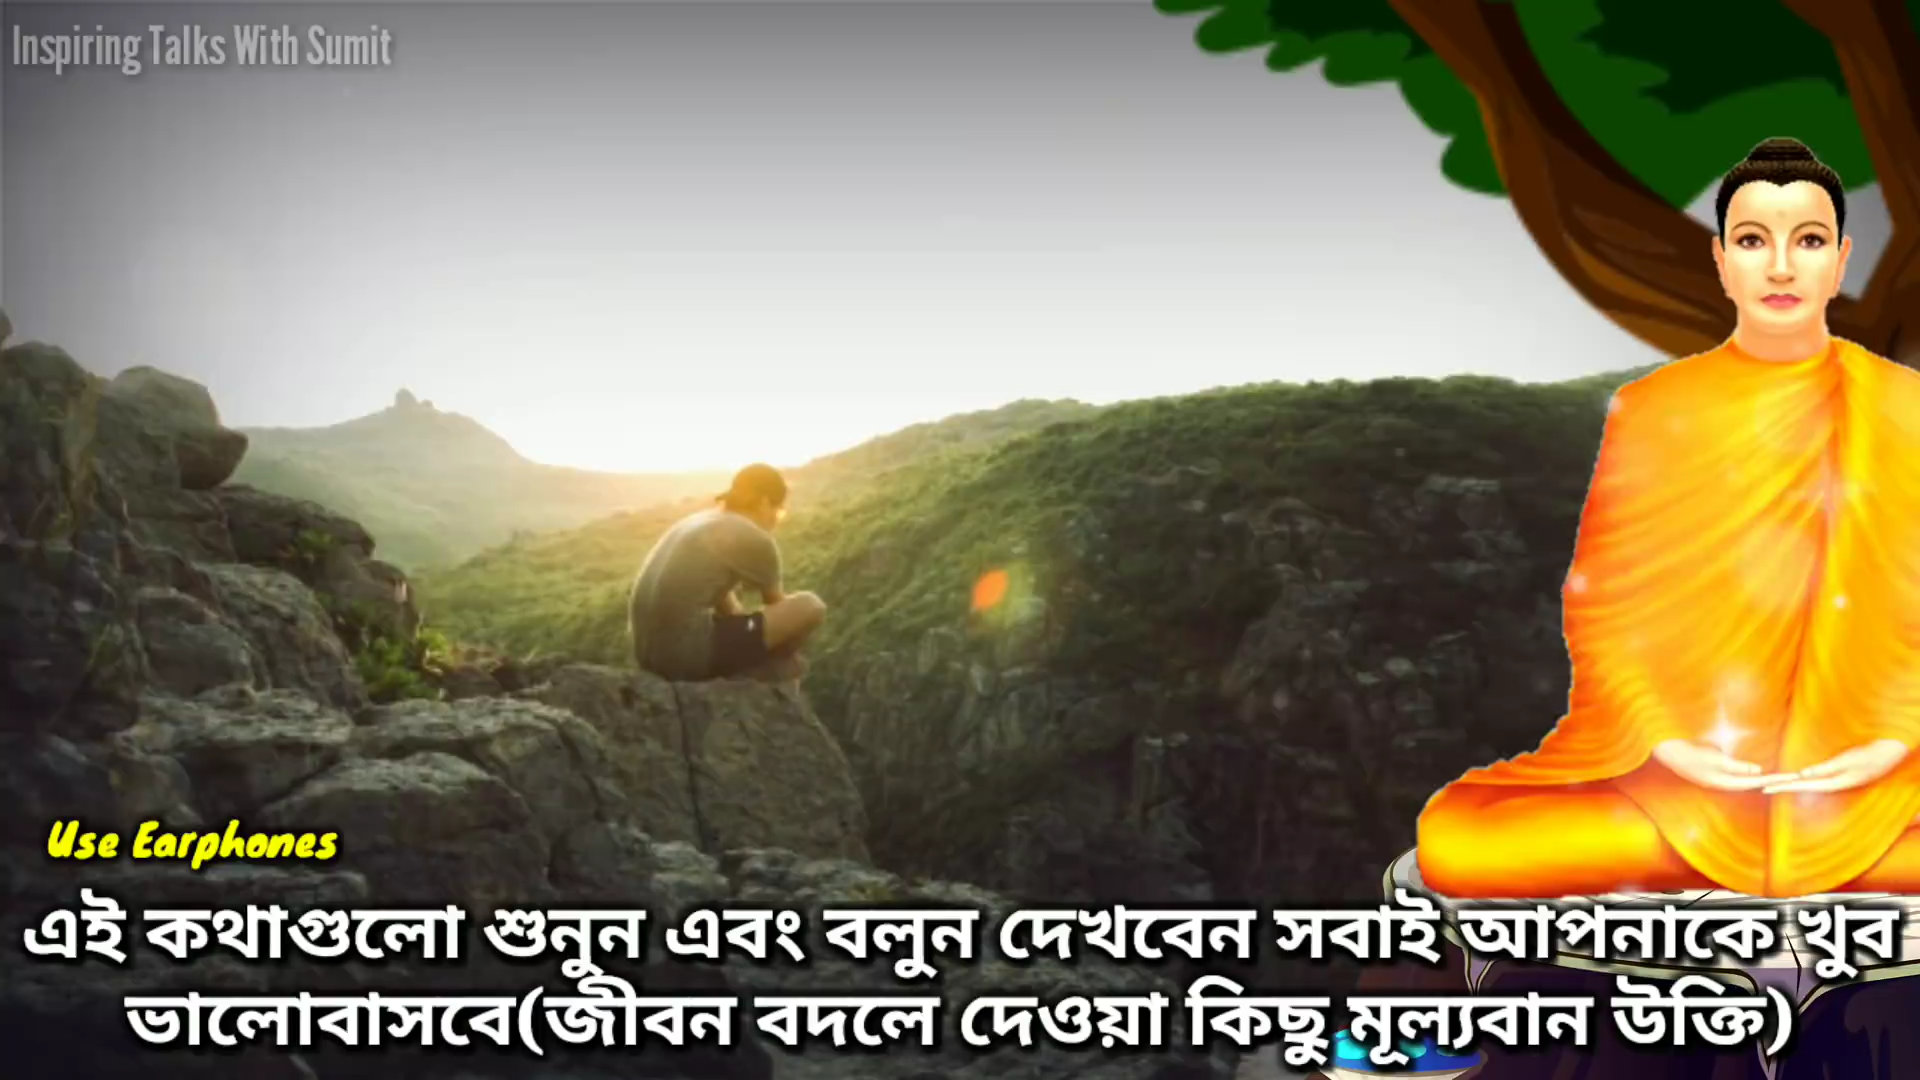 Inspiring Talks With Sumit
Use Earphones
এই কথাগুলো শুনুন এবং বলুন দেখবেন সবাই আপনাকে খুব
ভালোবাসবে(জীবন বদলে দেওয়া কিছু মূল্যবান উক্তি)